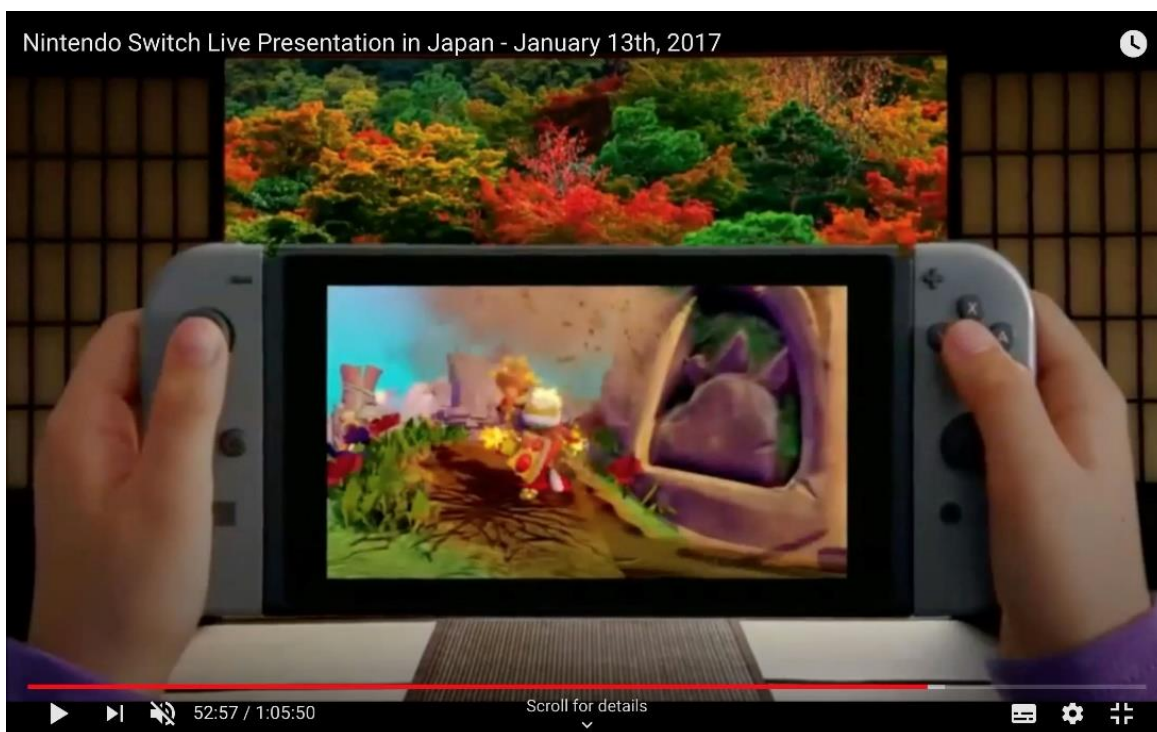 Nintendo Switch Live Presentation in Japan - January 13th, 2017
X
A
52:57 / 1:05:50
Scroll for details